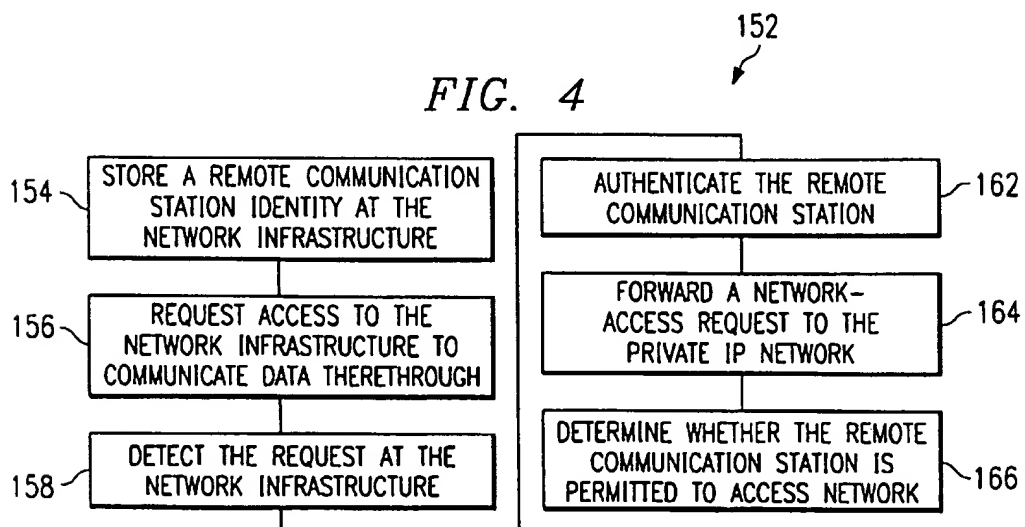 152
FIG. 4
154
STORE A REMOTE COMMUNICATION
STATION IDENTITY AT THE
NETWORK INFRASTRUCTURE
156
REQUEST ACCESS TO THE
NETWORK INFRASTRUCTURE TO
COMMUNICATE DATA THERETHROUGH
158
DETECT THE REQUEST AT THE
NETWORK INFRASTRUCTURE
AUTHENTICATE THE REMOTE
COMMUNICATION STATION
162
FORWARD A NETWORK-
ACCESS REQUEST TO THE
PRIVATE IP NETWORK
164
DETERMINE WHETHER THE REMOTE
COMMUNICATION STATION IS
PERMITTED TO ACCESS NETWORK
166